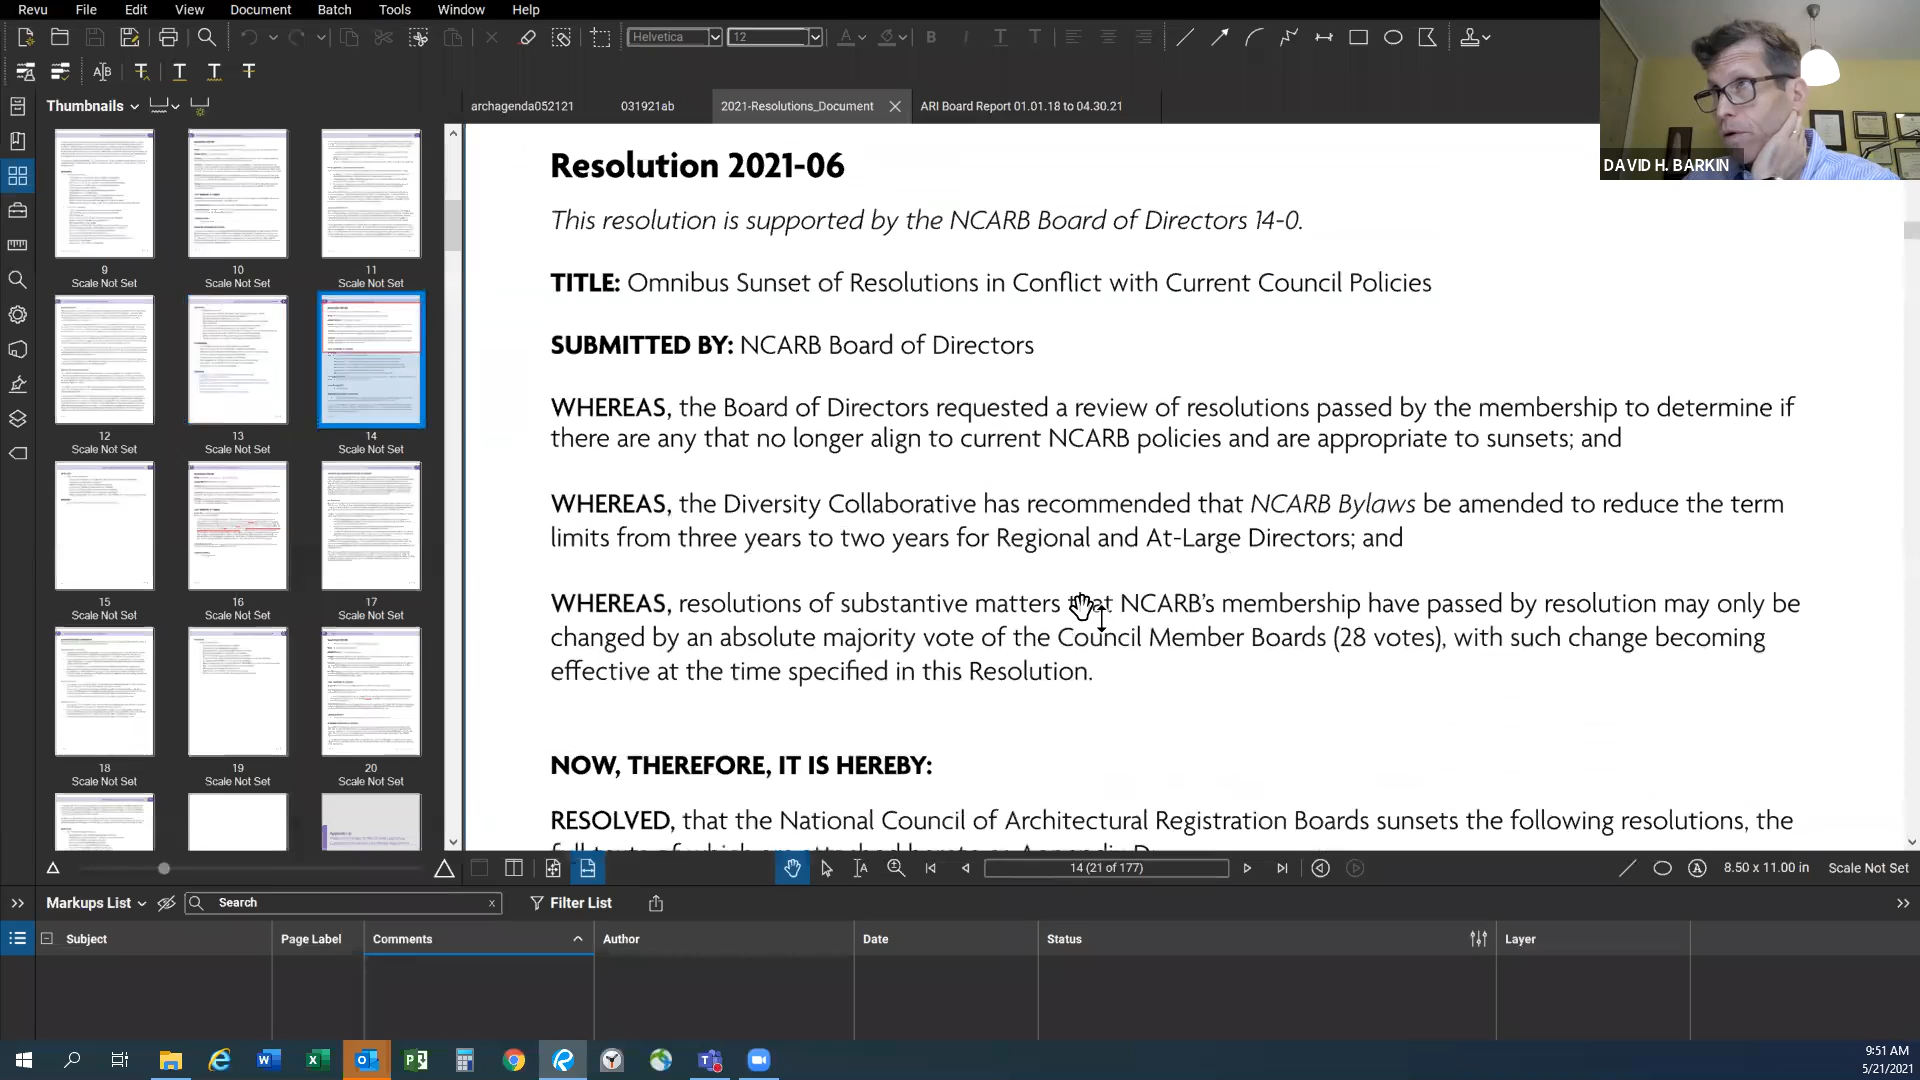 Revu File Edit View Document Batch Tools Window Help
Helvetica 12
Thumbnails
archagenda052121 031921ab 2021-Resolutions_Document ARI Board Report 01.01.18 to 04.30.21
DAVID H. BARKIN
9 10 11
Scale Not Set Scale Not Set Scale Not Set
12 13 14
Scale Not Set Scale Not Set Scale Not Set
15 16 17
Scale Not Set Scale Not Set Scale Not Set
18 19 20
Scale Not Set Scale Not Set Scale Not Set
Resolution 2021-06
This resolution is supported by the NCARB Board of Directors 14-0.
TITLE: Omnibus Sunset of Resolutions in Conflict with Current Council Policies
SUBMITTED BY: NCARB Board of Directors
WHEREAS, the Board of Directors requested a review of resolutions passed by the membership to determine if
there are any that no longer align to current NCARB policies and are appropriate to sunsets; and
WHEREAS, the Diversity Collaborative has recommended that NCARB Bylaws be amended to reduce the term
limits from three years to two years for Regional and At-Large Directors; and
WHEREAS, resolutions of substantive matters that NCARB's membership have passed by resolution may only be
changed by an absolute majority vote of the Council Member Boards (28 votes), with such change becoming
effective at the time specified in this Resolution.
NOW, THEREFORE, IT IS HEREBY:
RESOLVED, that the National Council of Architectural Registration Boards sunsets the following resolutions, the
14 (21 of 177) 8.50 x 11.00 in Scale Not Set
Markups List Search x Filter List
Subject Page Label Comments Author Date Status Layer
9:51 AM
5/21/2021